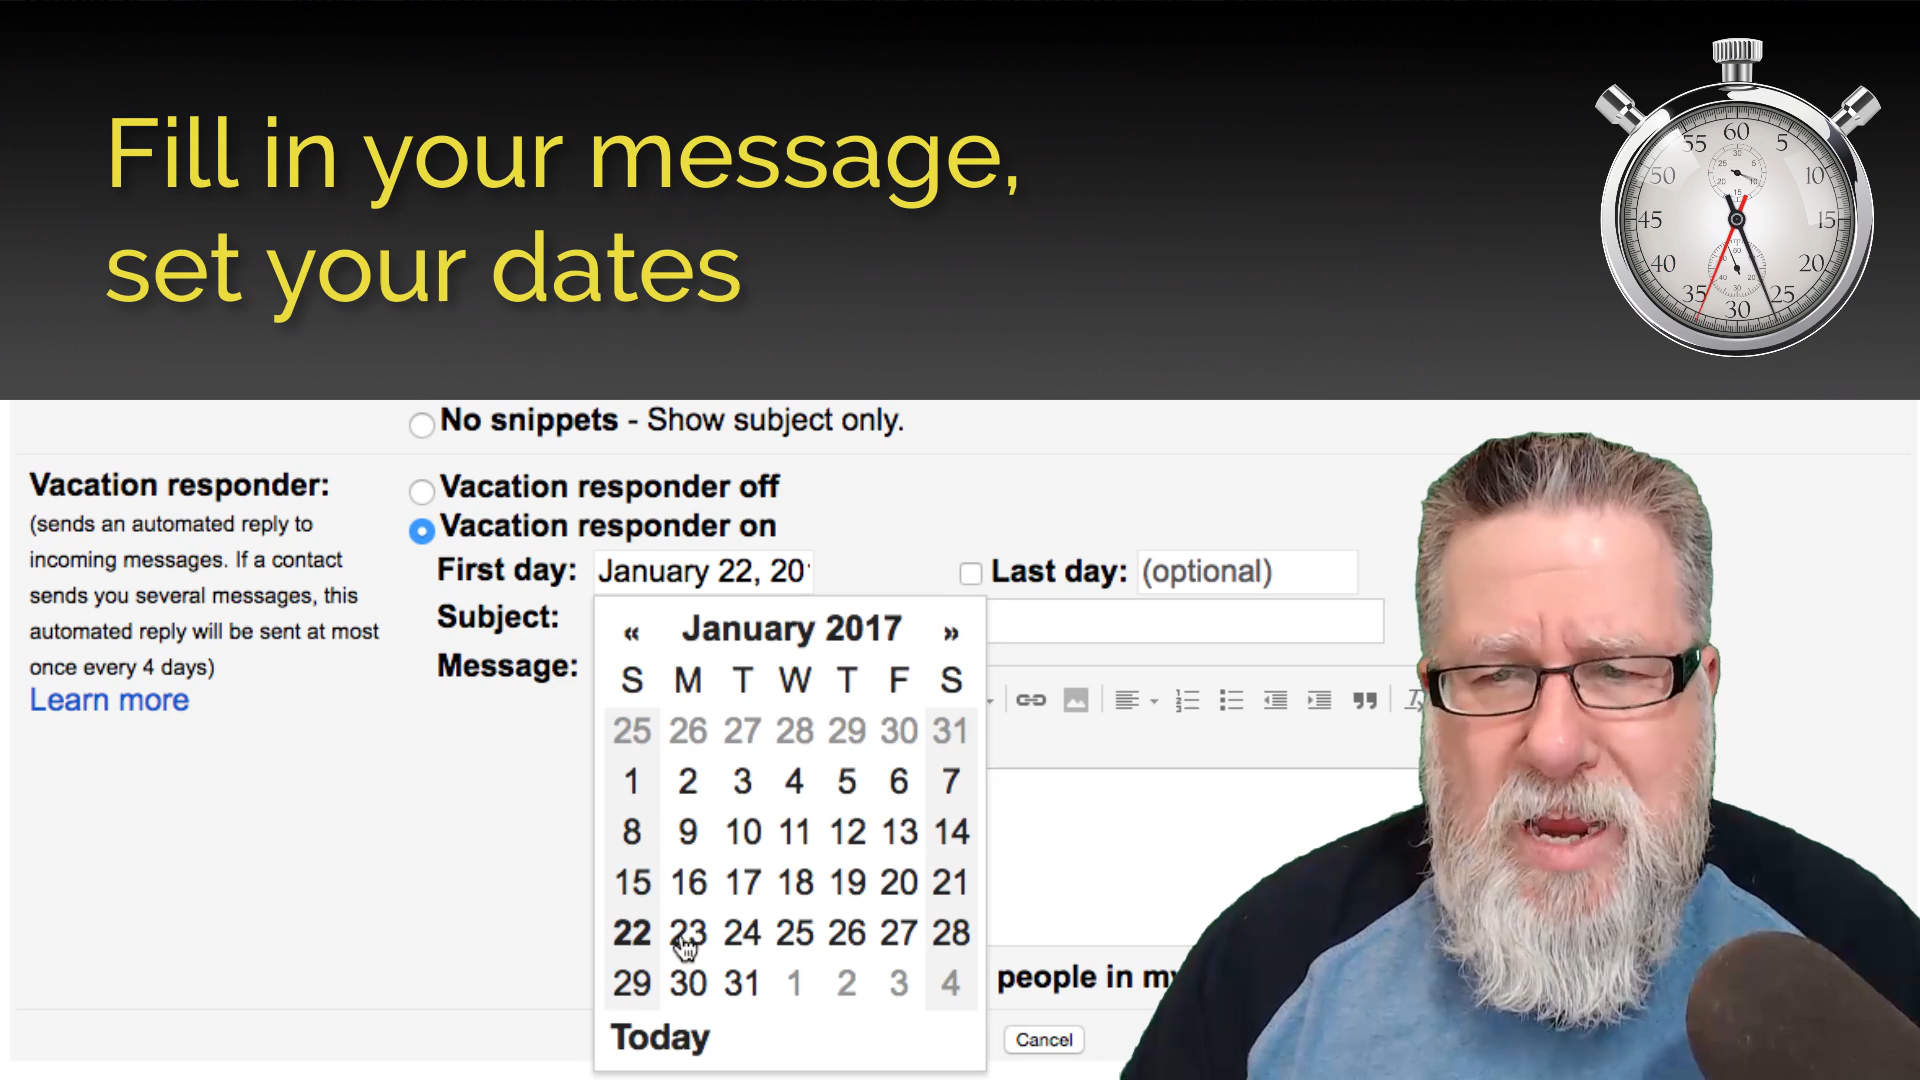 Fill in your message,
set your dates
60
55
5
50
10
45
15
40
20
35
25
30
No snippets - Show subject only.
Vacation responder:
(sends an automated reply to
incoming messages. If a contact
sends you several messages, this
automated reply will be sent at most
once every 4 days)
Learn more
Vacation responder off
Vacation responder on
First day: January 22, 20
Last day: (optional)
Subject:
Message:
« January 2017 »
S M T W T F S
25 26 27 28 29 30 31
1 2 3 4 5 6 7
8 9 10 11 12 13 14
15 16 17 18 19 20 21
22 23 24 25 26 27 28
29 30 31 1 2 3 4
Today
people in my
Cancel